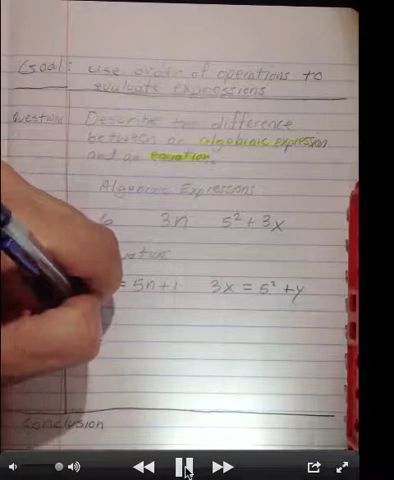 Goal: use order of operations to
evaluate expressions
Question: Describe the difference
between an algebraic expression
and an equation.
Algebraic Expressions
3n 5² + 3x
= 5n+1 3x = 5² + y
Conclusion